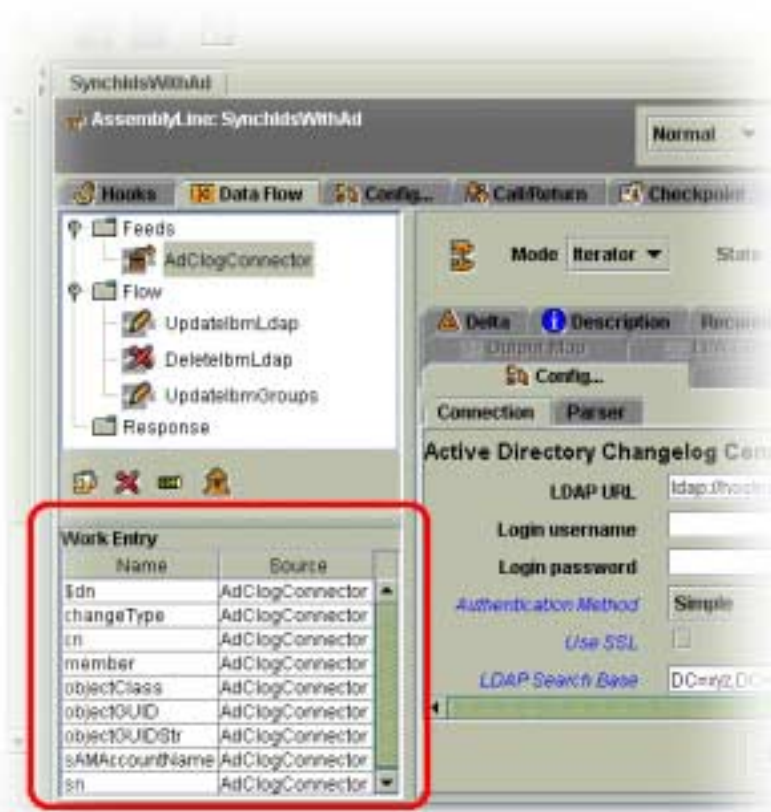 SynchIdsWithAd
AssemblyLine: SynchIdsWithAd
Normal
Hooks
Data Flow
Config...
Call/Return
Checkpoint
Feeds
AdClogConnector
Flow
UpdateIbmLdap
DeleteIbmLdap
UpdateIbmGroups
Response
Mode
Iterator
State
Delta
Description
Output Map
Config...
Connection
Parser
Active Directory Changelog
LDAP URL
Login username
Login password
Authentication Method
Simple
Use SSL
LDAP Search Base
Work Entry
Name Source
$dn AdClogConnector
changeType AdClogConnector
cn AdClogConnector
member AdClogConnector
objectClass AdClogConnector
objectGUID AdClogConnector
objectGUIDStr AdClogConnector
sAMAccountName AdClogConnector
sn AdClogConnector